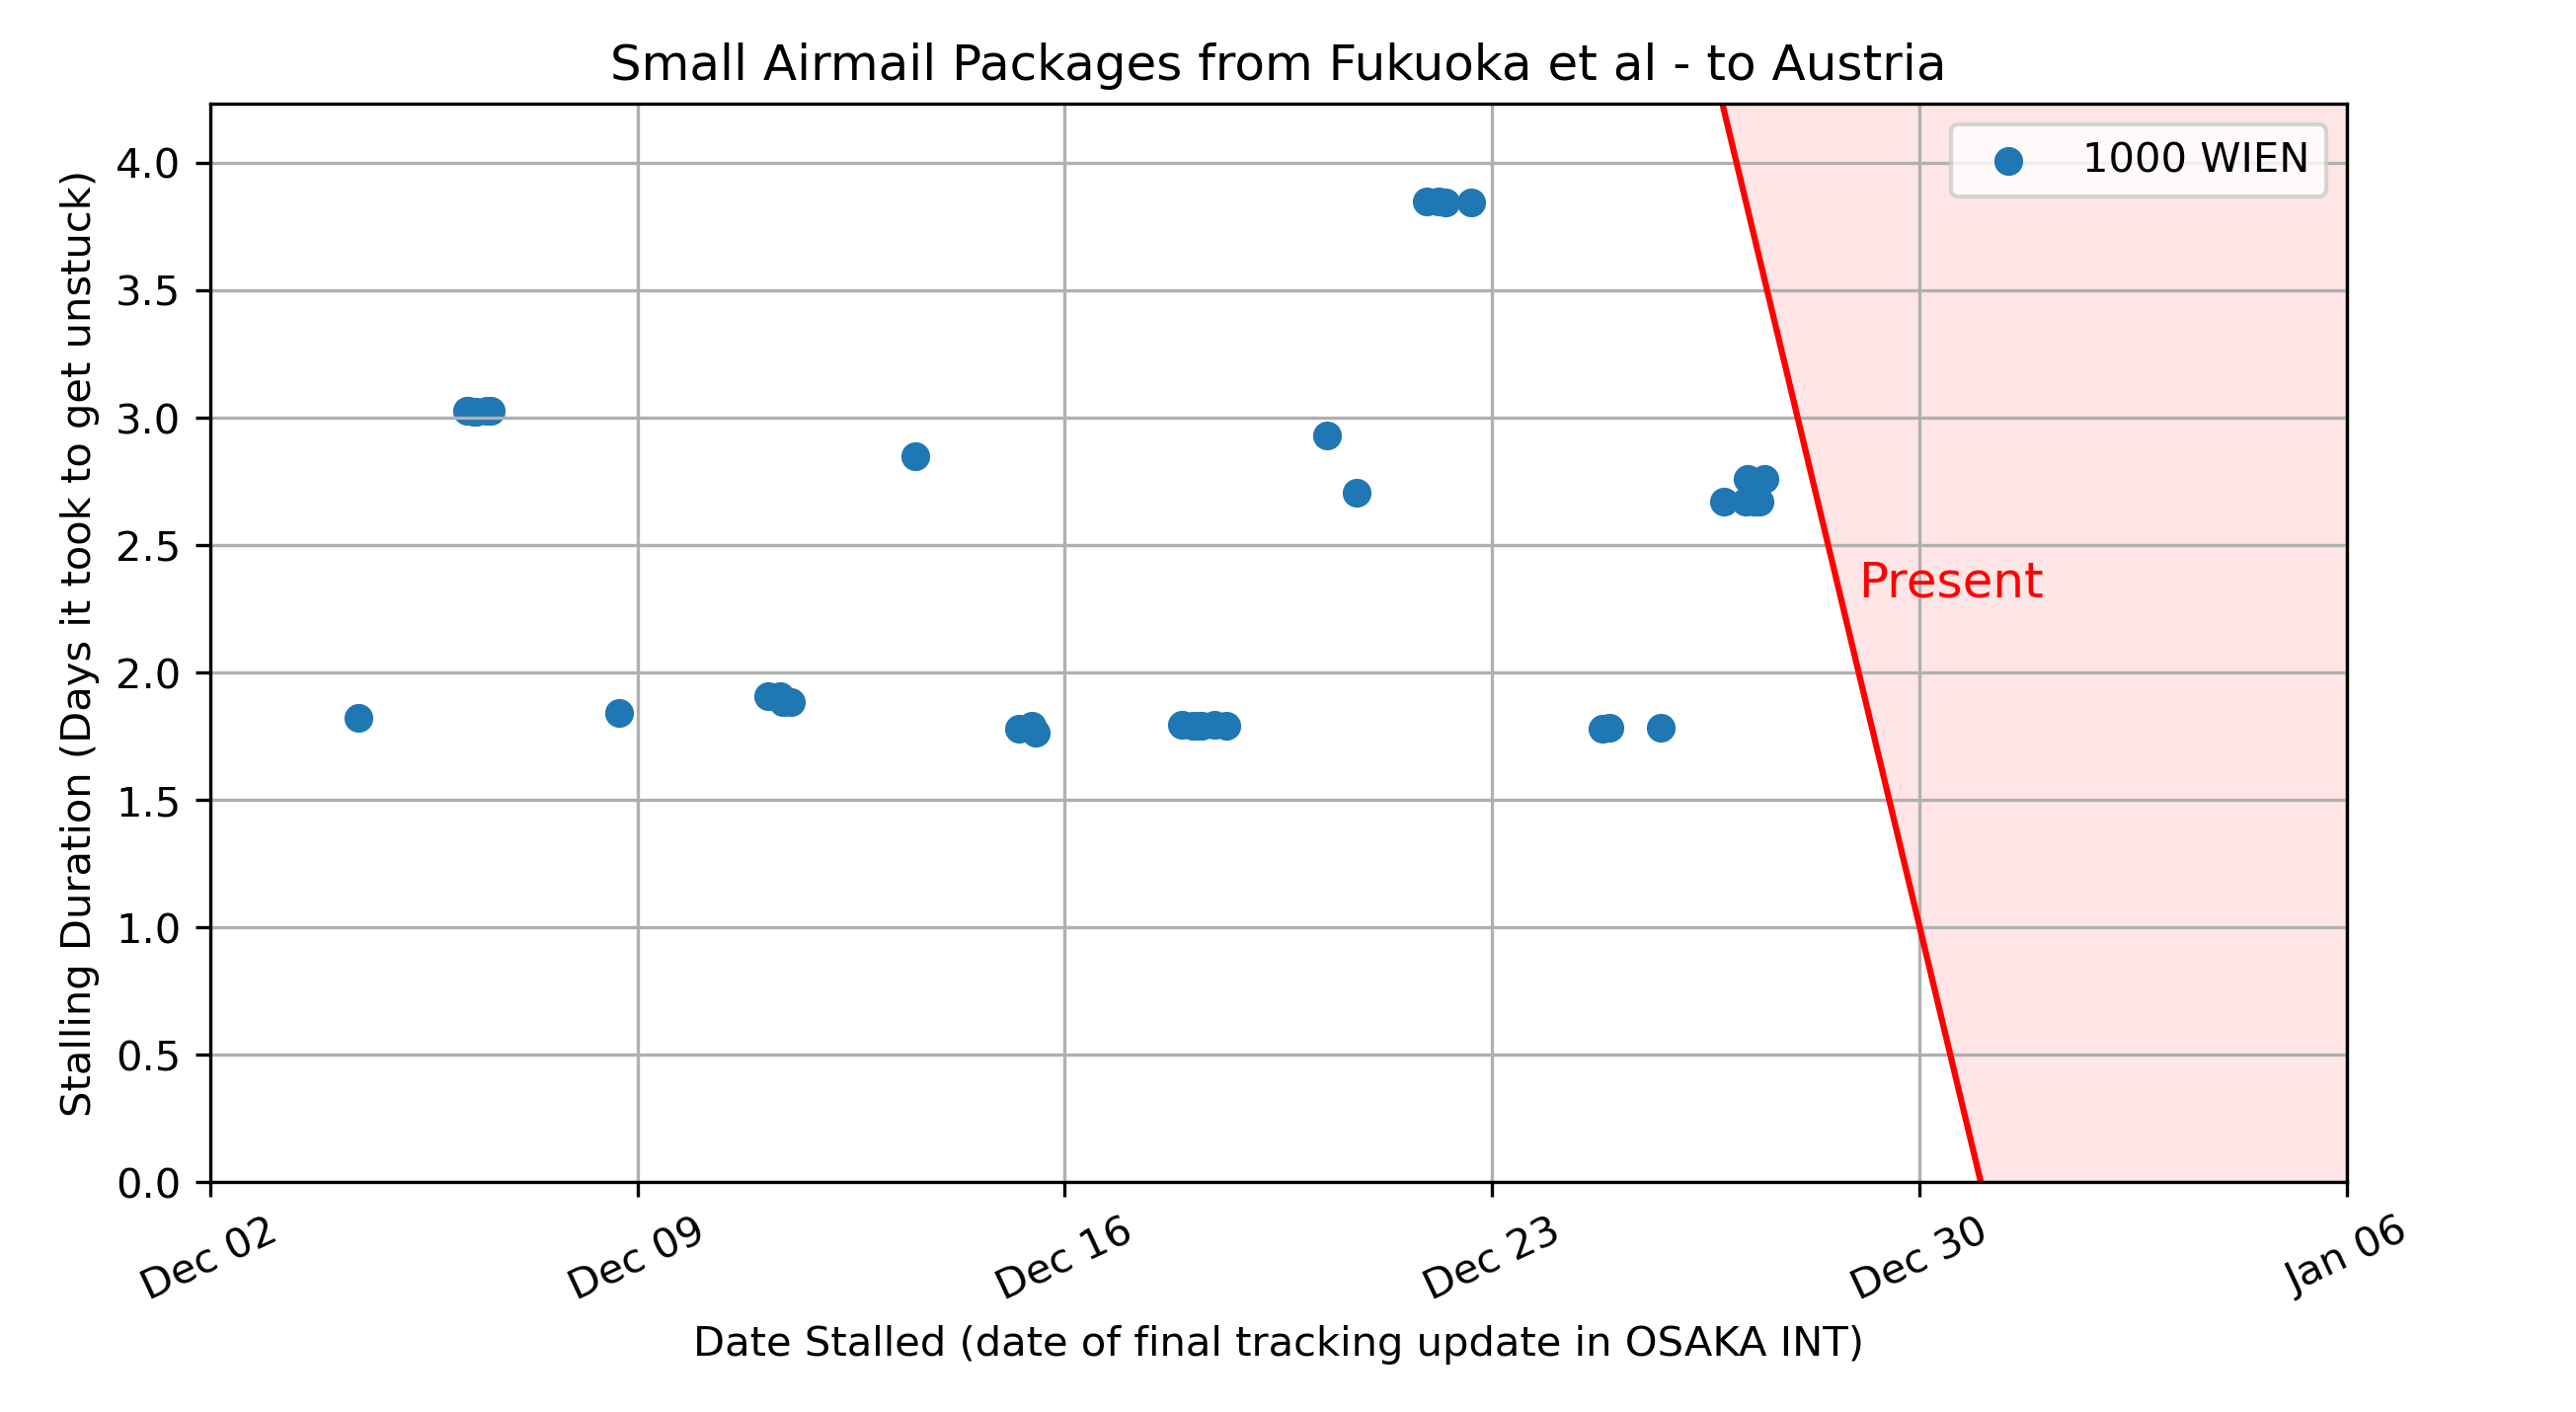 Small Airmail Packages from Fukuoka et al - to Austria
1000 WIEN
Present
Stalling Duration (Days it took to get unstuck)
4.0
3.5
3.0
2.5
2.0
1.5
1.0
0.5
0.0
Dec 02
Dec 09
Dec 16
Dec 23
Dec 30
Jan 06
Date Stalled (date of final tracking update in OSAKA INT)